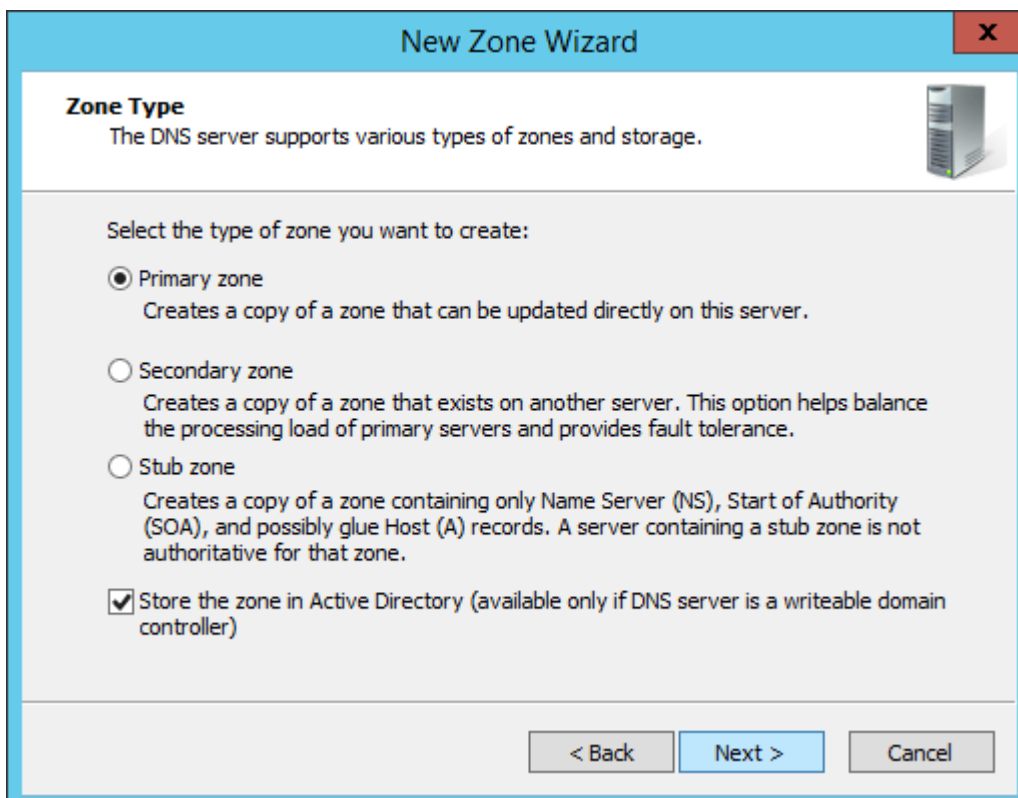 New Zone Wizard
x
Zone Type
The DNS server supports various types of zones and storage.
Select the type of zone you want to create:
Primary zone
Creates a copy of a zone that can be updated directly on this server.
Secondary zone
Creates a copy of a zone that exists on another server. This option helps balance
the processing load of primary servers and provides fault tolerance.
Stub zone
Creates a copy of a zone containing only Name Server (NS), Start of Authority
(SOA), and possibly glue Host (A) records. A server containing a stub zone is not
authoritative for that zone.
Store the zone in Active Directory (available only if DNS server is a writeable domain
controller)
< Back Next > Cancel